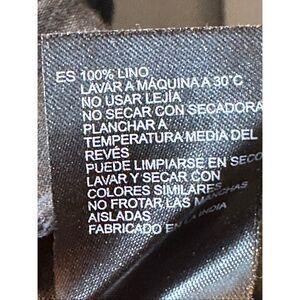 ES 100% LINO
LAVAR A MÁQUINA A 30°C
NO USAR LEJÍA
NO SECAR CON SECADORA
PLANCHAR A
TEMPERATURA MEDIA DEL
REVÉS
PUEDE LIMPIARSE EN SECO
LAVAR Y SECAR CON
COLORES SIMILARES
NO FROTAR LAS MANCHAS
AISLADAS
FABRICADO EN LA INDIA